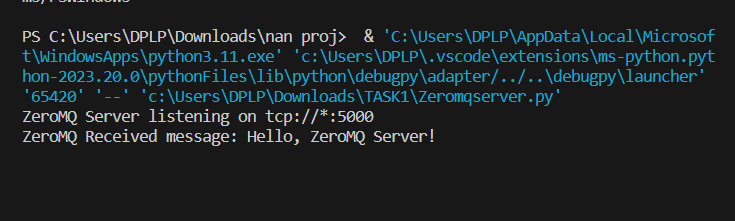 PS C:\Users\DPLP\Downloads\nan proj>  & 'C:\Users\DPLP\AppData\Local\Microsof
t\WindowsApps\python3.11.exe' 'c:\Users\DPLP\.vscode\extensions\ms-python.pyt
hon-2023.20.0\pythonFiles\lib\python\debugpy\adapter/../..\debugpy\launcher'
'65420' '--' 'c:\Users\DPLP\Downloads\TASK1\Zeromqserver.py'
ZeroMQ Server listening on tcp://*:5000
ZeroMQ Received message: Hello, ZeroMQ Server!